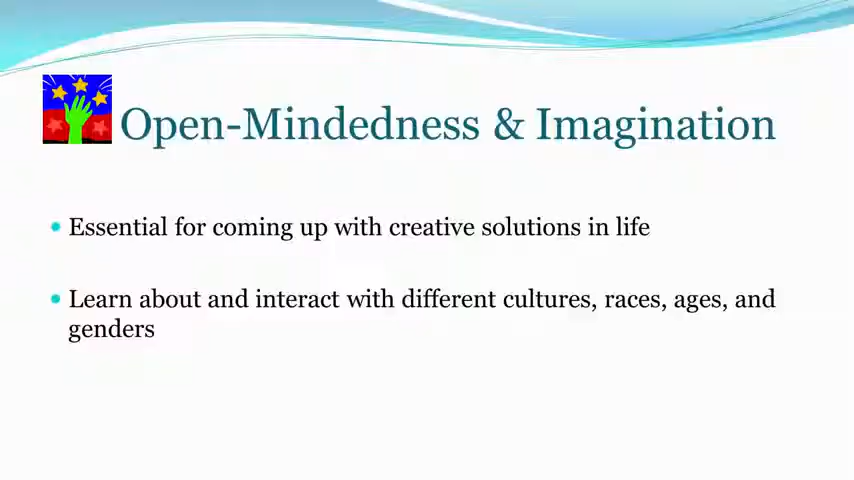 Open-Mindedness & Imagination
• Essential for coming up with creative solutions in life
• Learn about and interact with different cultures, races, ages, and
genders